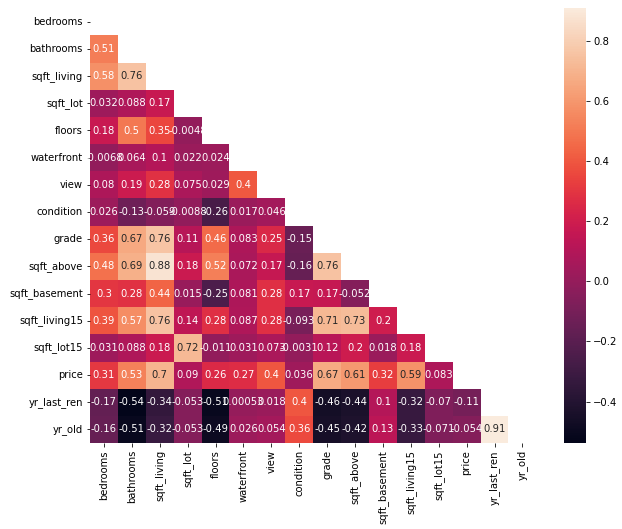 bedrooms
bathrooms 0.51
sqft_living 0.58 0.76
sqft_lot 0.032 0.088 0.17
floors 0.18 0.5 0.35 -0.0048
waterfront -0.0068 0.064 0.1 0.022 0.024
view 0.08 0.19 0.28 0.075 0.029 0.4
condition 0.026 -0.13 -0.059 -0.0088 -0.26 0.017 0.046
grade 0.36 0.67 0.76 0.11 0.46 0.083 0.25 -0.15
sqft_above 0.48 0.69 0.88 0.18 0.52 0.072 0.17 -0.16 0.76
sqft_basement 0.3 0.28 0.44 0.015 -0.25 0.081 0.28 0.17 0.17 -0.052
sqft_living15 0.39 0.57 0.76 0.14 0.28 0.087 0.28 -0.093 0.71 0.73 0.2
sqft_lot15 0.031 0.088 0.18 0.72 -0.011 0.031 0.073 -0.0031 0.12 0.2 0.018 0.18
price 0.31 0.53 0.7 0.09 0.26 0.27 0.4 0.036 0.67 0.61 0.32 0.59 0.083
yr_last_ren -0.17 -0.54 -0.34 -0.053 -0.51 0.00053 0.018 0.4 -0.46 -0.44 0.1 -0.32 -0.07 -0.11
yr_old -0.16 -0.51 -0.32 -0.053 -0.49 0.026 0.054 0.36 -0.45 -0.42 0.13 -0.33 -0.071 -0.054 0.91
bedrooms bathrooms sqft_living sqft_lot floors waterfront view condition grade sqft_above sqft_basement sqft_living15 sqft_lot15 price yr_last_ren yr_old
0.8
0.6
0.4
0.2
0.0
−0.2
−0.4